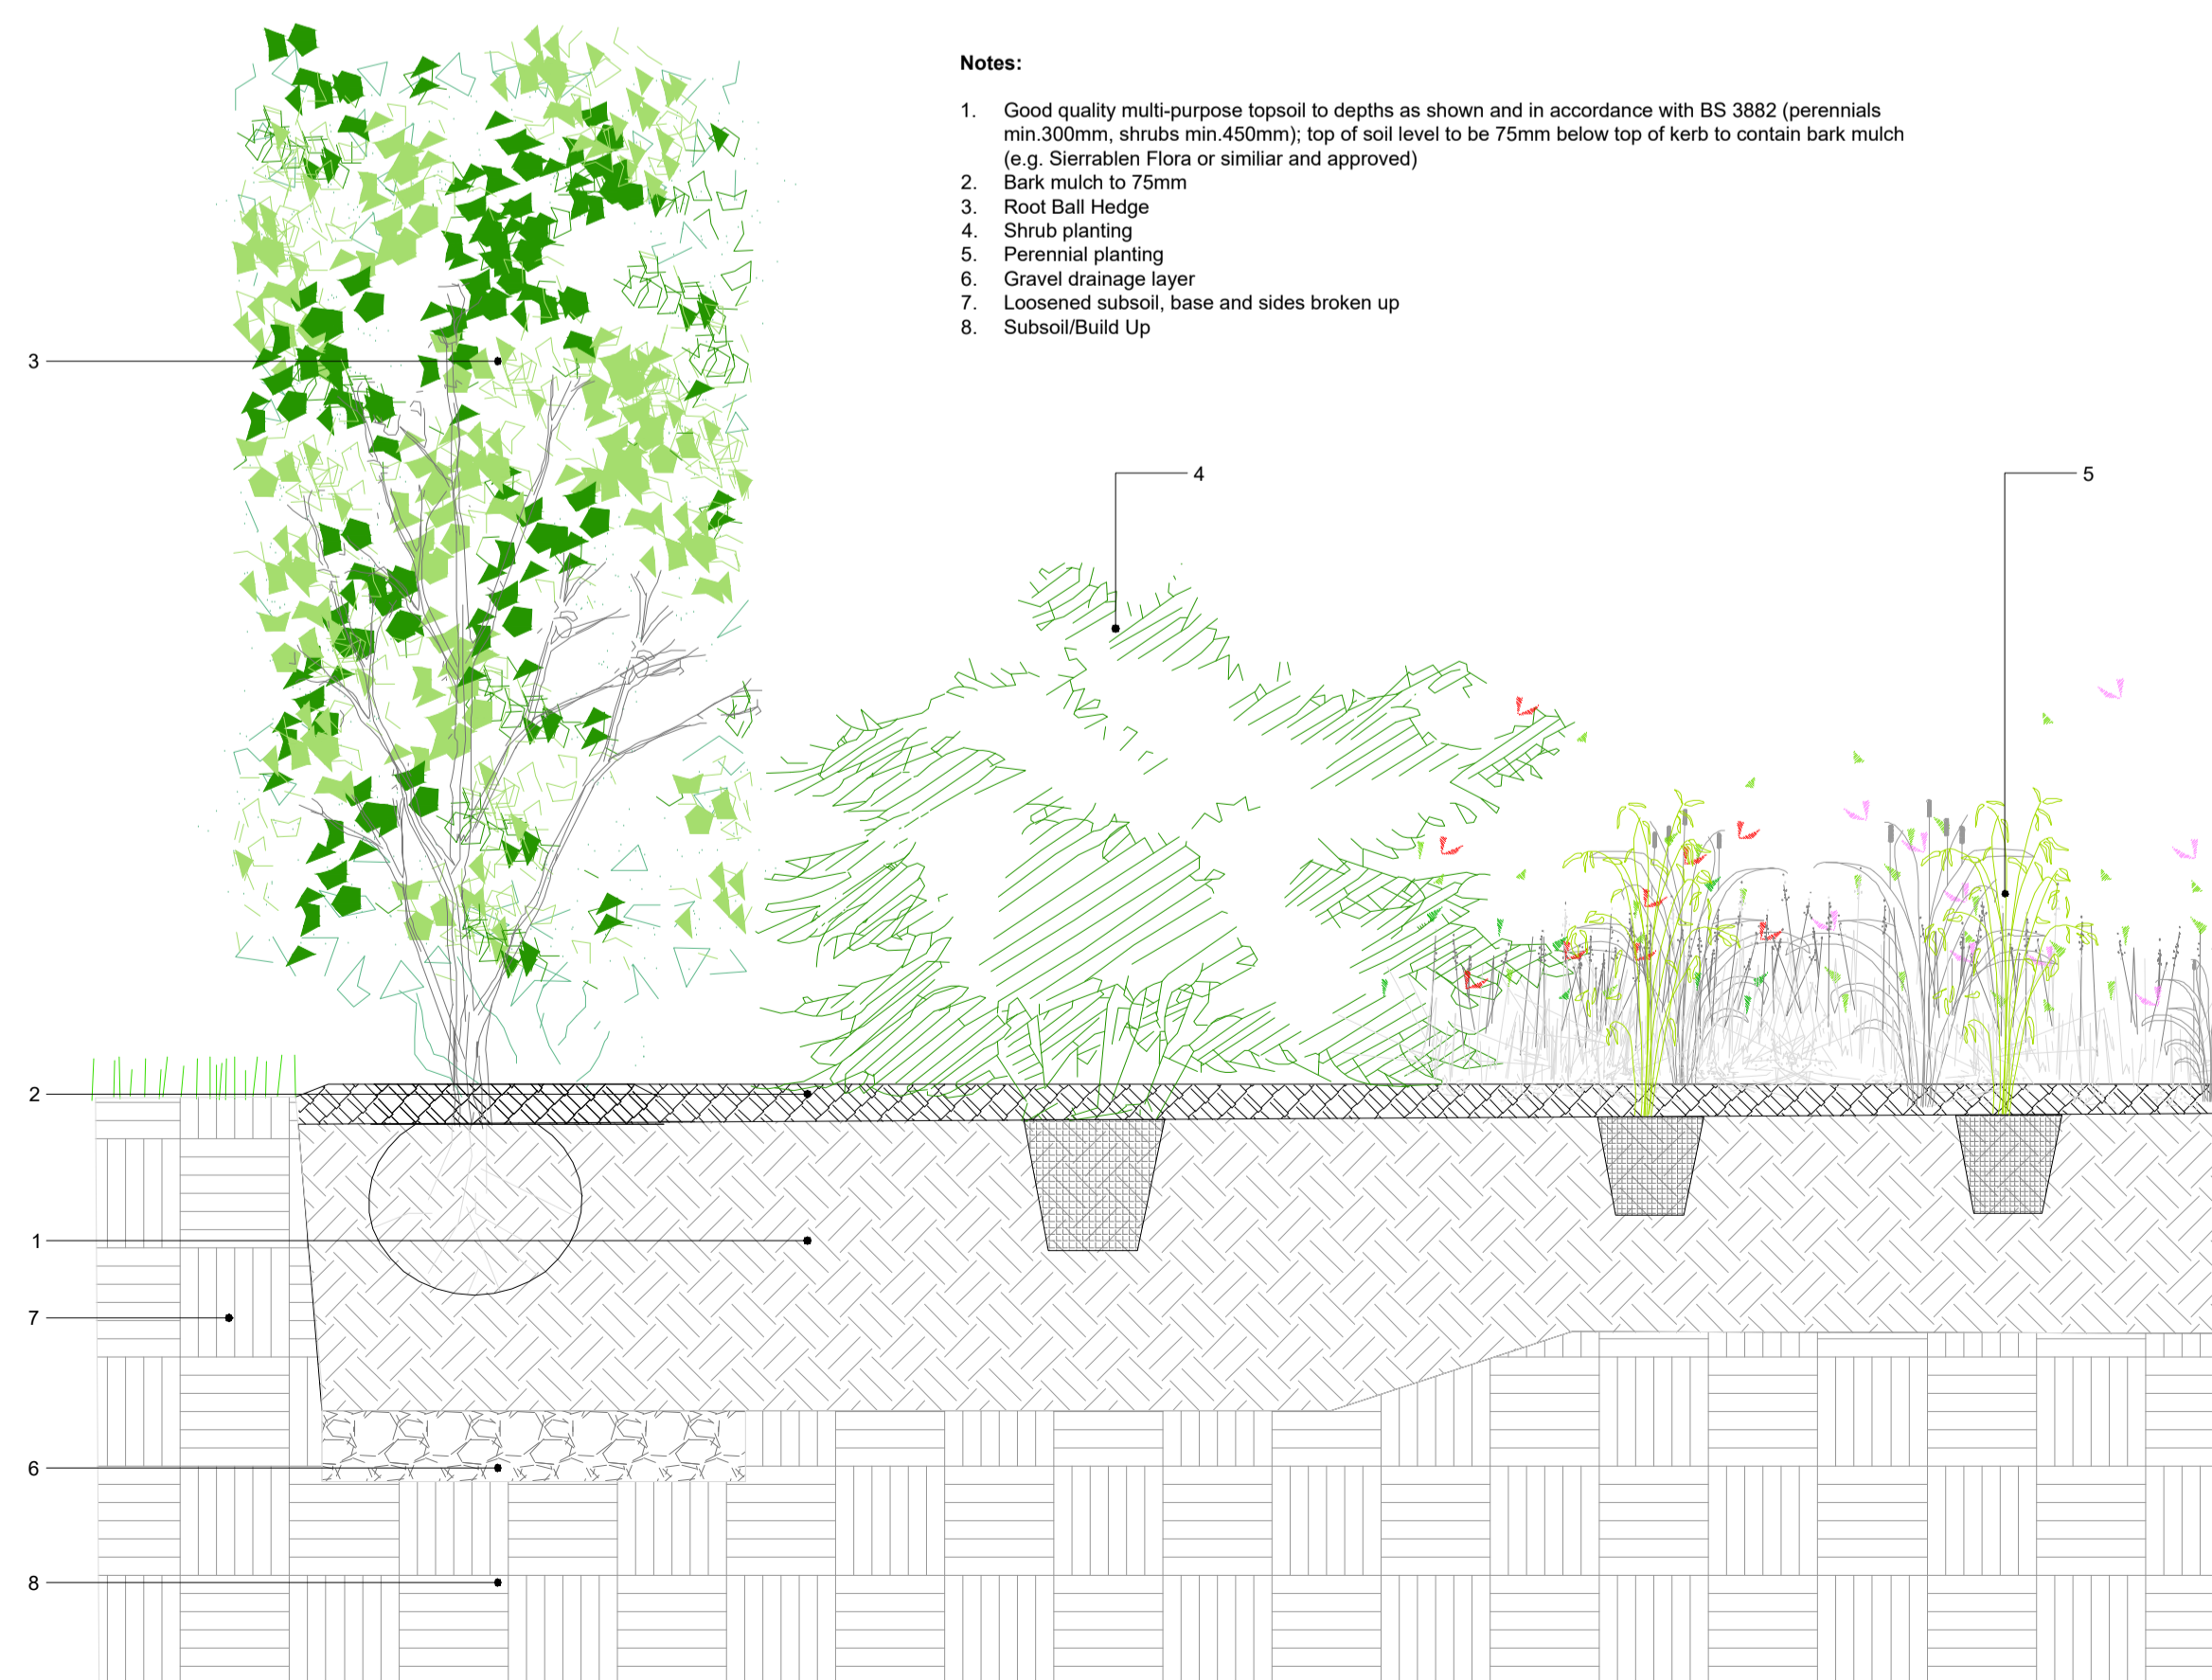 Notes:
1. Good quality multi-purpose topsoil to depths as shown and in accordance with BS 3882 (perennials
min.300mm, shrubs min.450mm); top of soil level to be 75mm below top of kerb to contain bark mulch
(e.g. Sierrablen Flora or similiar and approved)
2. Bark mulch to 75mm
3. Root Ball Hedge
4. Shrub planting
5. Perennial planting
6. Gravel drainage layer
7. Loosened subsoil, base and sides broken up
8. Subsoil/Build Up
3
4
5
2
1
7
6
8